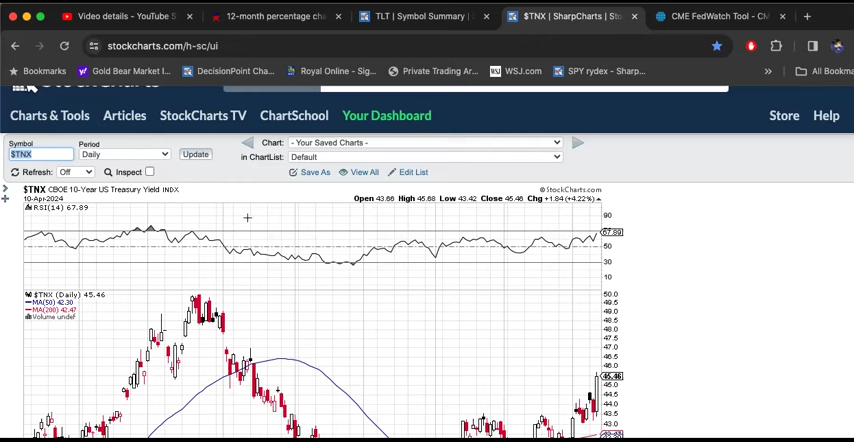 Video details - YouTube S
12-month percentage cha
TLT | Symbol Summary |
$TNX | SharpCharts | Sto
CME FedWatch Tool - CM
stockcharts.com/h-sc/ui
Bookmarks
Gold Bear Market I...
DecisionPoint Cha...
Royal Online - Sig...
Private Trading Ar...
WSJ.com
SPY rydex - Sharp...
»
All Bookma
Charts & Tools
Articles
StockCharts TV
ChartSchool
Your Dashboard
Store
Help
Symbol
Period
$TNX
Daily
Update
Chart:
- Your Saved Charts -
in ChartList:
Default
Refresh:
Off
Inspect
Save As
View All
Edit List
$TNX CBOE 10-Year US Treasury Yield INDX
© StockCharts.com
10-Apr-2024
Open 43.66 High 45.68 Low 43.42 Close 45.46 Chg +1.84 (+4.22%)
RSI(14) 67.89
90
67.89
50
30
10
$TNX (Daily) 45.46
MA(50) 42.30
MA(200) 42.47
Volume undef
50.0
49.5
49.0
48.5
48.0
47.5
47.0
46.5
46.0
45.46
45.0
44.5
44.0
43.5
43.0